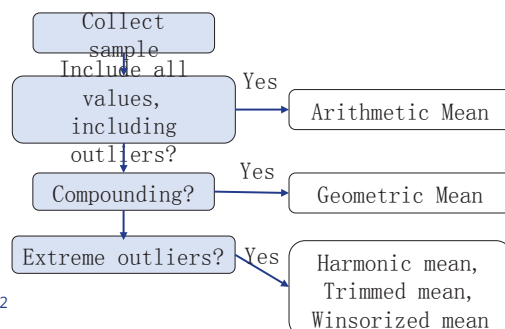 Collect
sample
Include all
values,
including
outliers?
Yes
Arithmetic Mean
Compounding?
Yes
Geometric Mean
Extreme outliers?
Yes
Harmonic mean,
Trimmed mean,
Winsorized mean
2